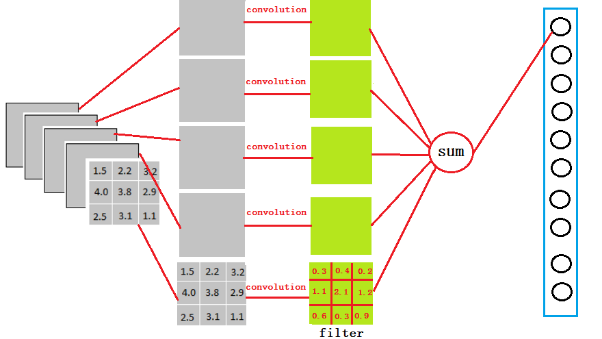 convolution
convolution
convolution
convolution
convolution
sum
1.5 2.2 3.2
4.0 3.8 2.9
2.5 3.1 1.1
1.5 2.2 3.2
4.0 3.8 2.9
2.5 3.1 1.1
0.3 0.4 0.2
1.1 2.1 1.2
0.6 0.3 0.9
filter